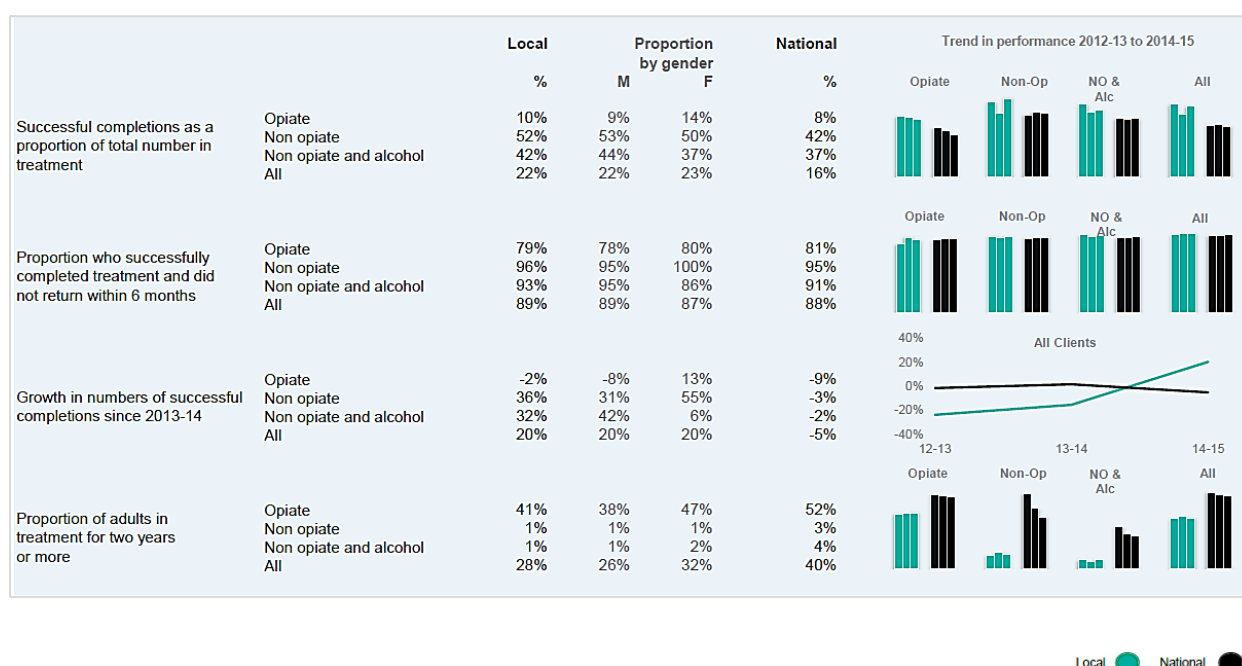 Local Proportion National Trend in performance 2012-13 to 2014-15
by gender
% M F % Opiate Non-Op NO & All
Alc
Successful completions as a
proportion of total number in
treatment
Opiate 10% 9% 14% 8%
Non opiate 52% 53% 50% 42%
Non opiate and alcohol 42% 44% 37% 37%
All 22% 22% 23% 16%
Opiate Non-Op NO & All
Alc
Proportion who successfully
completed treatment and did
not return within 6 months
Opiate 79% 78% 80% 81%
Non opiate 96% 95% 100% 95%
Non opiate and alcohol 93% 95% 86% 91%
All 89% 89% 87% 88%
All Clients
40%
20%
0%
-20%
-40%
12-13 13-14 14-15
Growth in numbers of successful
completions since 2013-14
Opiate -2% -8% 13% -9%
Non opiate 36% 31% 55% -3%
Non opiate and alcohol 32% 42% 6% -2%
All 20% 20% 20% -5%
Opiate Non-Op NO & All
Alc
Proportion of adults in
treatment for two years
or more
Opiate 41% 38% 47% 52%
Non opiate 1% 1% 1% 3%
Non opiate and alcohol 1% 1% 2% 4%
All 28% 26% 32% 40%
Local National